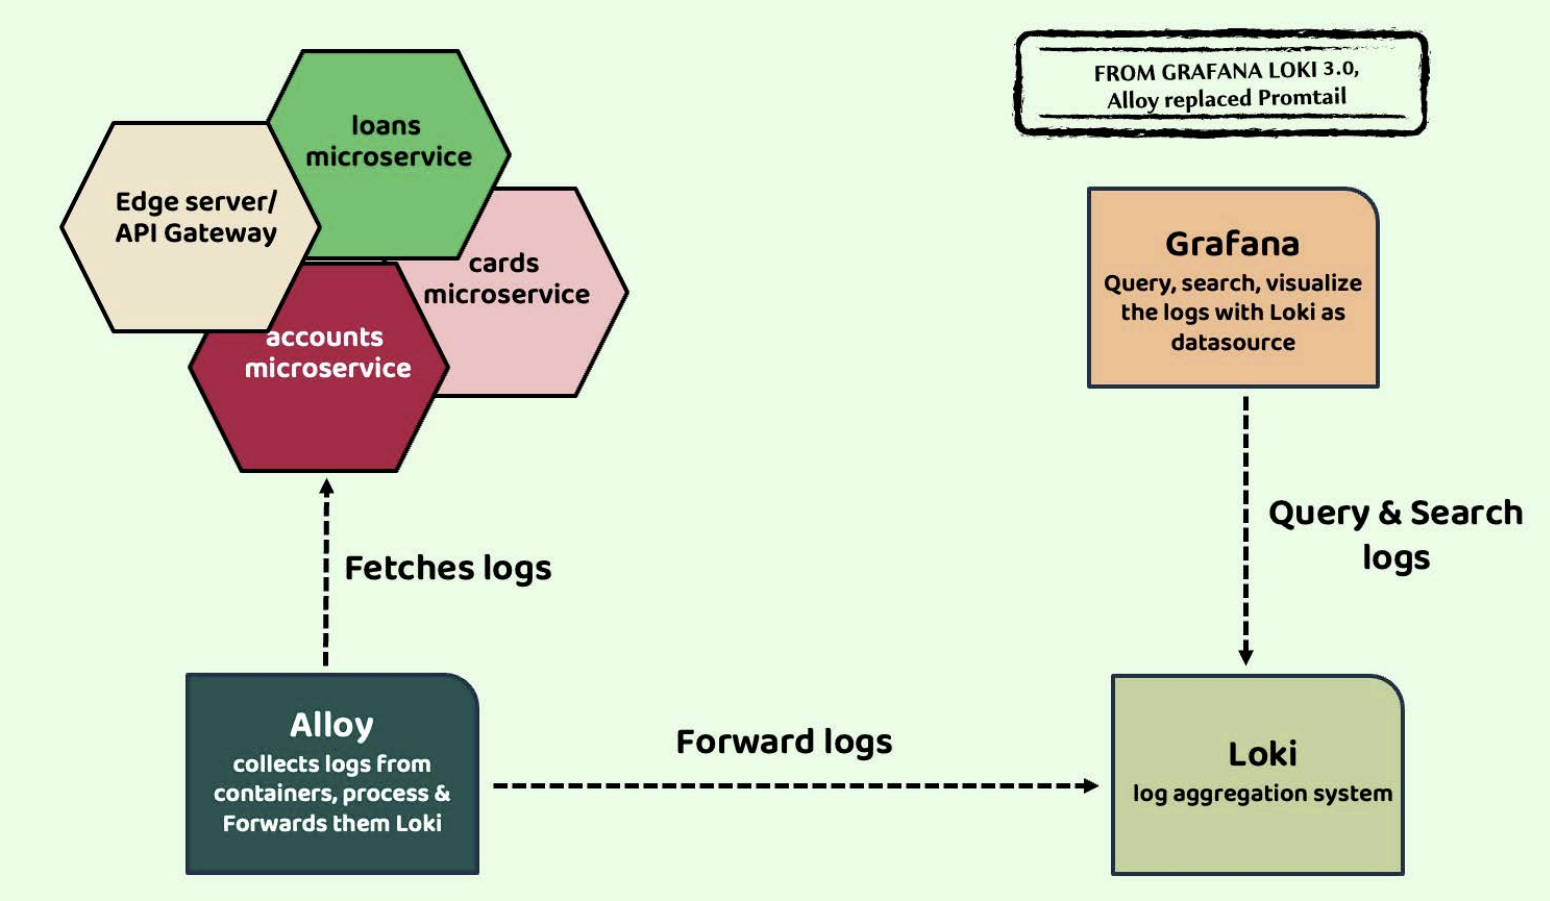 loans
microservice
Edge server/
API Gateway
cards
microservice
accounts
microservice
FROM GRAFANA LOKI 3.0,
Alloy replaced Promtail
Grafana
Query, search, visualize
the logs with Loki as
datasource
Fetches logs
Query & Search
logs
Alloy
collects logs from
containers, process &
Forwards them Loki
Forward logs
Loki
log aggregation system